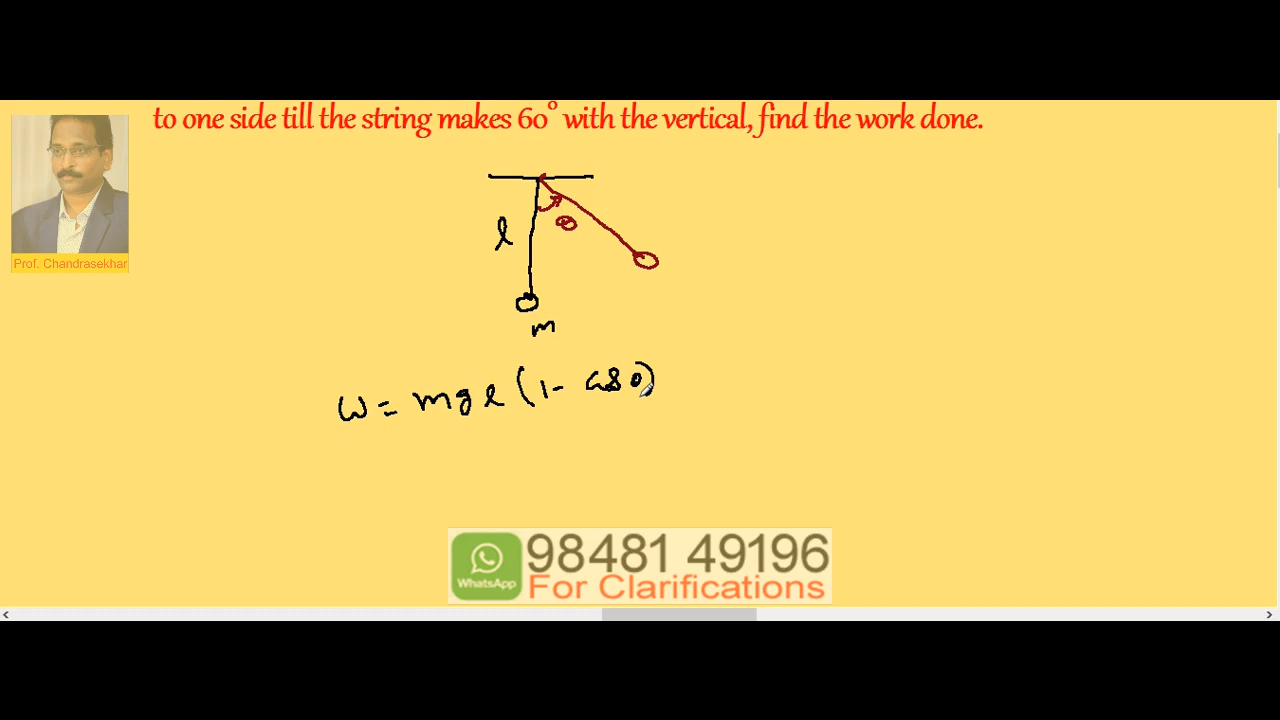 to one side till the string makes 60° with the vertical, find the work done.
Prof. Chandrasekhar
l
θ
m
W = mgl (1 - cos θ)
98481 49196
WhatsApp
For Clarifications